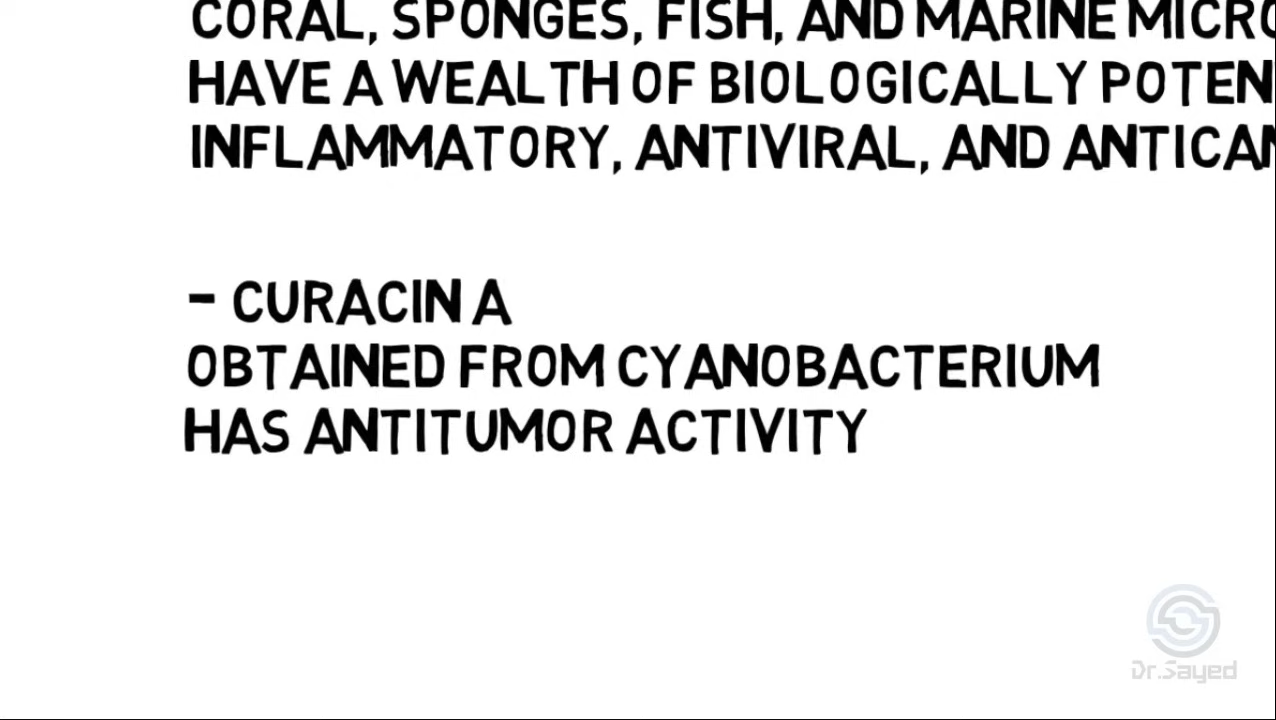 CORAL, SPONGES, FISH, AND MARINE
HAVE A WEALTH OF BIOLOGICALLY
INFLAMMATORY, ANTIVIRAL, AND
- CURACIN A
OBTAINED FROM CYANOBACTERIUM
HAS ANTITUMOR ACTIVITY
Dr.Sayed